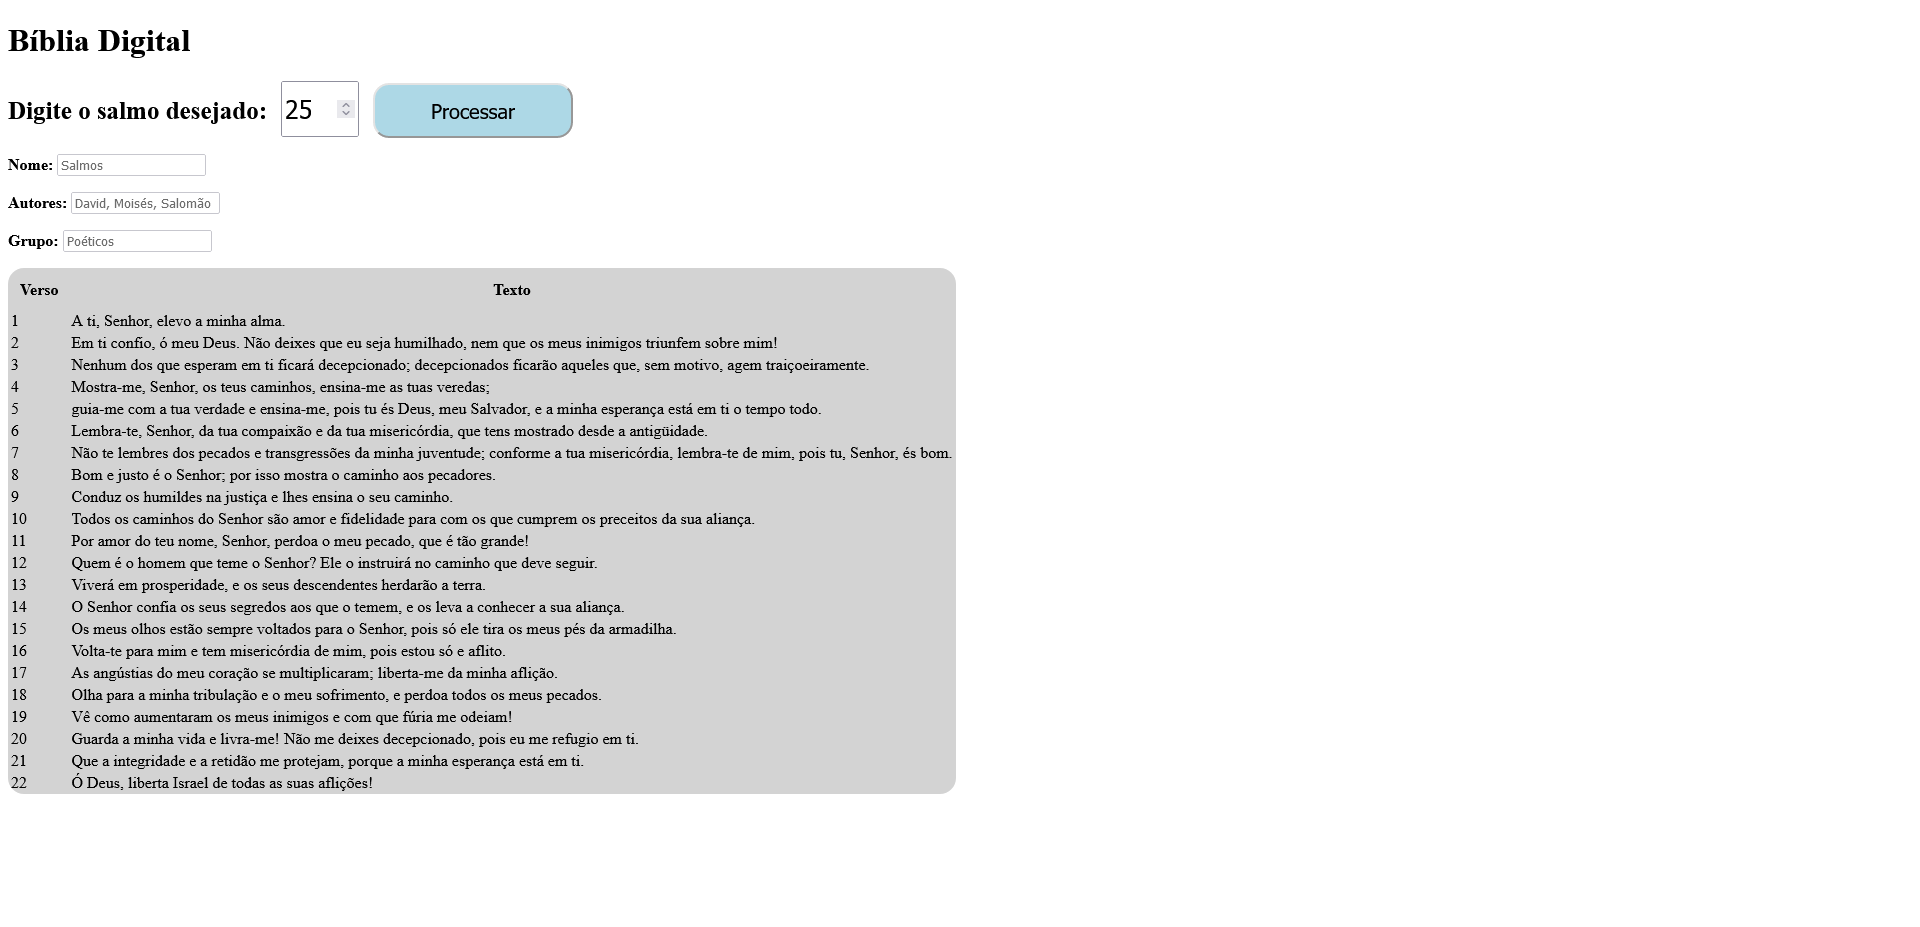 Bíblia Digital
Digite o salmo desejado: 25 Processar
Nome: Salmos
Autores: David, Moisés, Salomão
Grupo: Poéticos
Verso Texto
1 A ti, Senhor, elevo a minha alma.
2 Em ti confio, ó meu Deus. Não deixes que eu seja humilhado, nem que os meus inimigos triunfem sobre mim!
3 Nenhum dos que esperam em ti ficará decepcionado; decepcionados ficarão aqueles que, sem motivo, agem traiçoeiramente.
4 Mostra-me, Senhor, os teus caminhos, ensina-me as tuas veredas;
5 guia-me com a tua verdade e ensina-me, pois tu és Deus, meu Salvador, e a minha esperança está em ti o tempo todo.
6 Lembra-te, Senhor, da tua compaixão e da tua misericórdia, que tens mostrado desde a antigüidade.
7 Não te lembres dos pecados e transgressões da minha juventude; conforme a tua misericórdia, lembra-te de mim, pois tu, Senhor, és bom.
8 Bom e justo é o Senhor; por isso mostra o caminho aos pecadores.
9 Conduz os humildes na justiça e lhes ensina o seu caminho.
10 Todos os caminhos do Senhor são amor e fidelidade para com os que cumprem os preceitos da sua aliança.
11 Por amor do teu nome, Senhor, perdoa o meu pecado, que é tão grande!
12 Quem é o homem que teme o Senhor? Ele o instruirá no caminho que deve seguir.
13 Viverá em prosperidade, e os seus descendentes herdarão a terra.
14 O Senhor confia os seus segredos aos que o temem, e os leva a conhecer a sua aliança.
15 Os meus olhos estão sempre voltados para o Senhor, pois só ele tira os meus pés da armadilha.
16 Volta-te para mim e tem misericórdia de mim, pois estou só e aflito.
17 As angústias do meu coração se multiplicaram; liberta-me da minha aflição.
18 Olha para a minha tribulação e o meu sofrimento, e perdoa todos os meus pecados.
19 Vê como aumentaram os meus inimigos e com que fúria me odeiam!
20 Guarda a minha vida e livra-me! Não me deixes decepcionado, pois eu me refugio em ti.
21 Que a integridade e a retidão me protejam, porque a minha esperança está em ti.
22 Ó Deus, liberta Israel de todas as suas aflições!